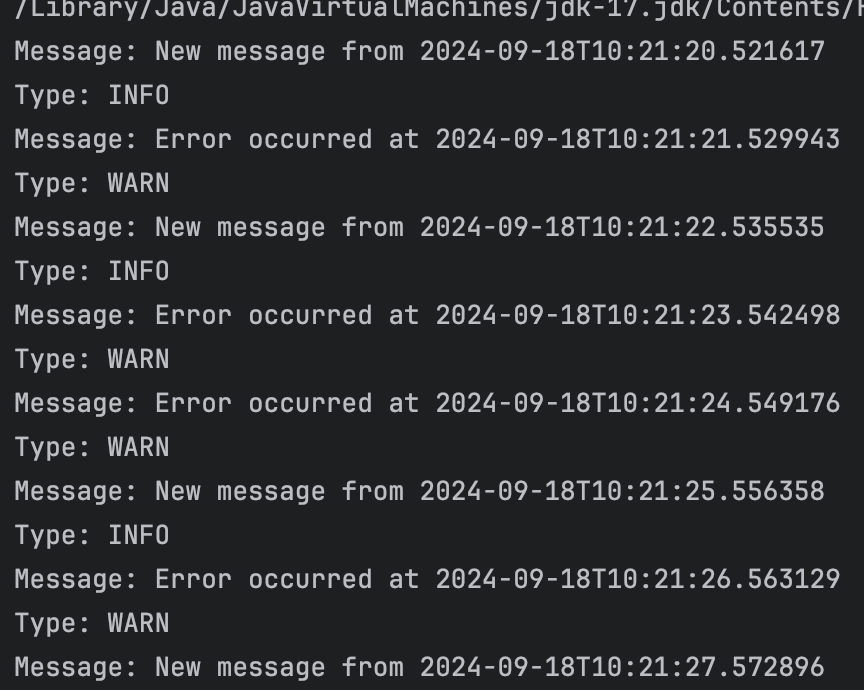 /Library/Java/JavaVirtualMachines/jdk-17.jdk/Contents/
Message: New message from 2024-09-18T10:21:20.521617
Type: INFO
Message: Error occurred at 2024-09-18T10:21:21.529943
Type: WARN
Message: New message from 2024-09-18T10:21:22.535535
Type: INFO
Message: Error occurred at 2024-09-18T10:21:23.542498
Type: WARN
Message: Error occurred at 2024-09-18T10:21:24.549176
Type: WARN
Message: New message from 2024-09-18T10:21:25.556358
Type: INFO
Message: Error occurred at 2024-09-18T10:21:26.563129
Type: WARN
Message: New message from 2024-09-18T10:21:27.572896